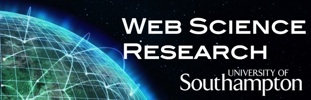 Web Science
Research
UNIVERSITY OF
Southampton